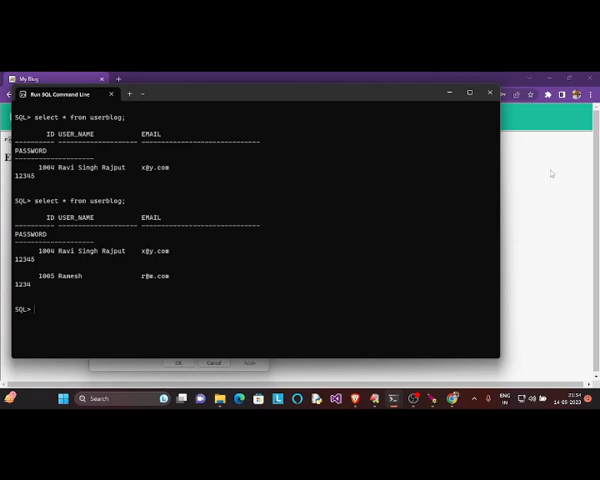 My Blog
Run SQL Command Line
SQL> select * from userblog;
ID USER_NAME EMAIL
PASSWORD
1004 Ravi Singh Rajput x@y.com
12345
SQL> select * from userblog;
ID USER_NAME EMAIL
PASSWORD
1004 Ravi Singh Rajput x@y.com
12345
1005 Ramesh r@m.com
1234
SQL>
OK Cancel Apply
Search
ENG
IN
21:54
14-05-2023